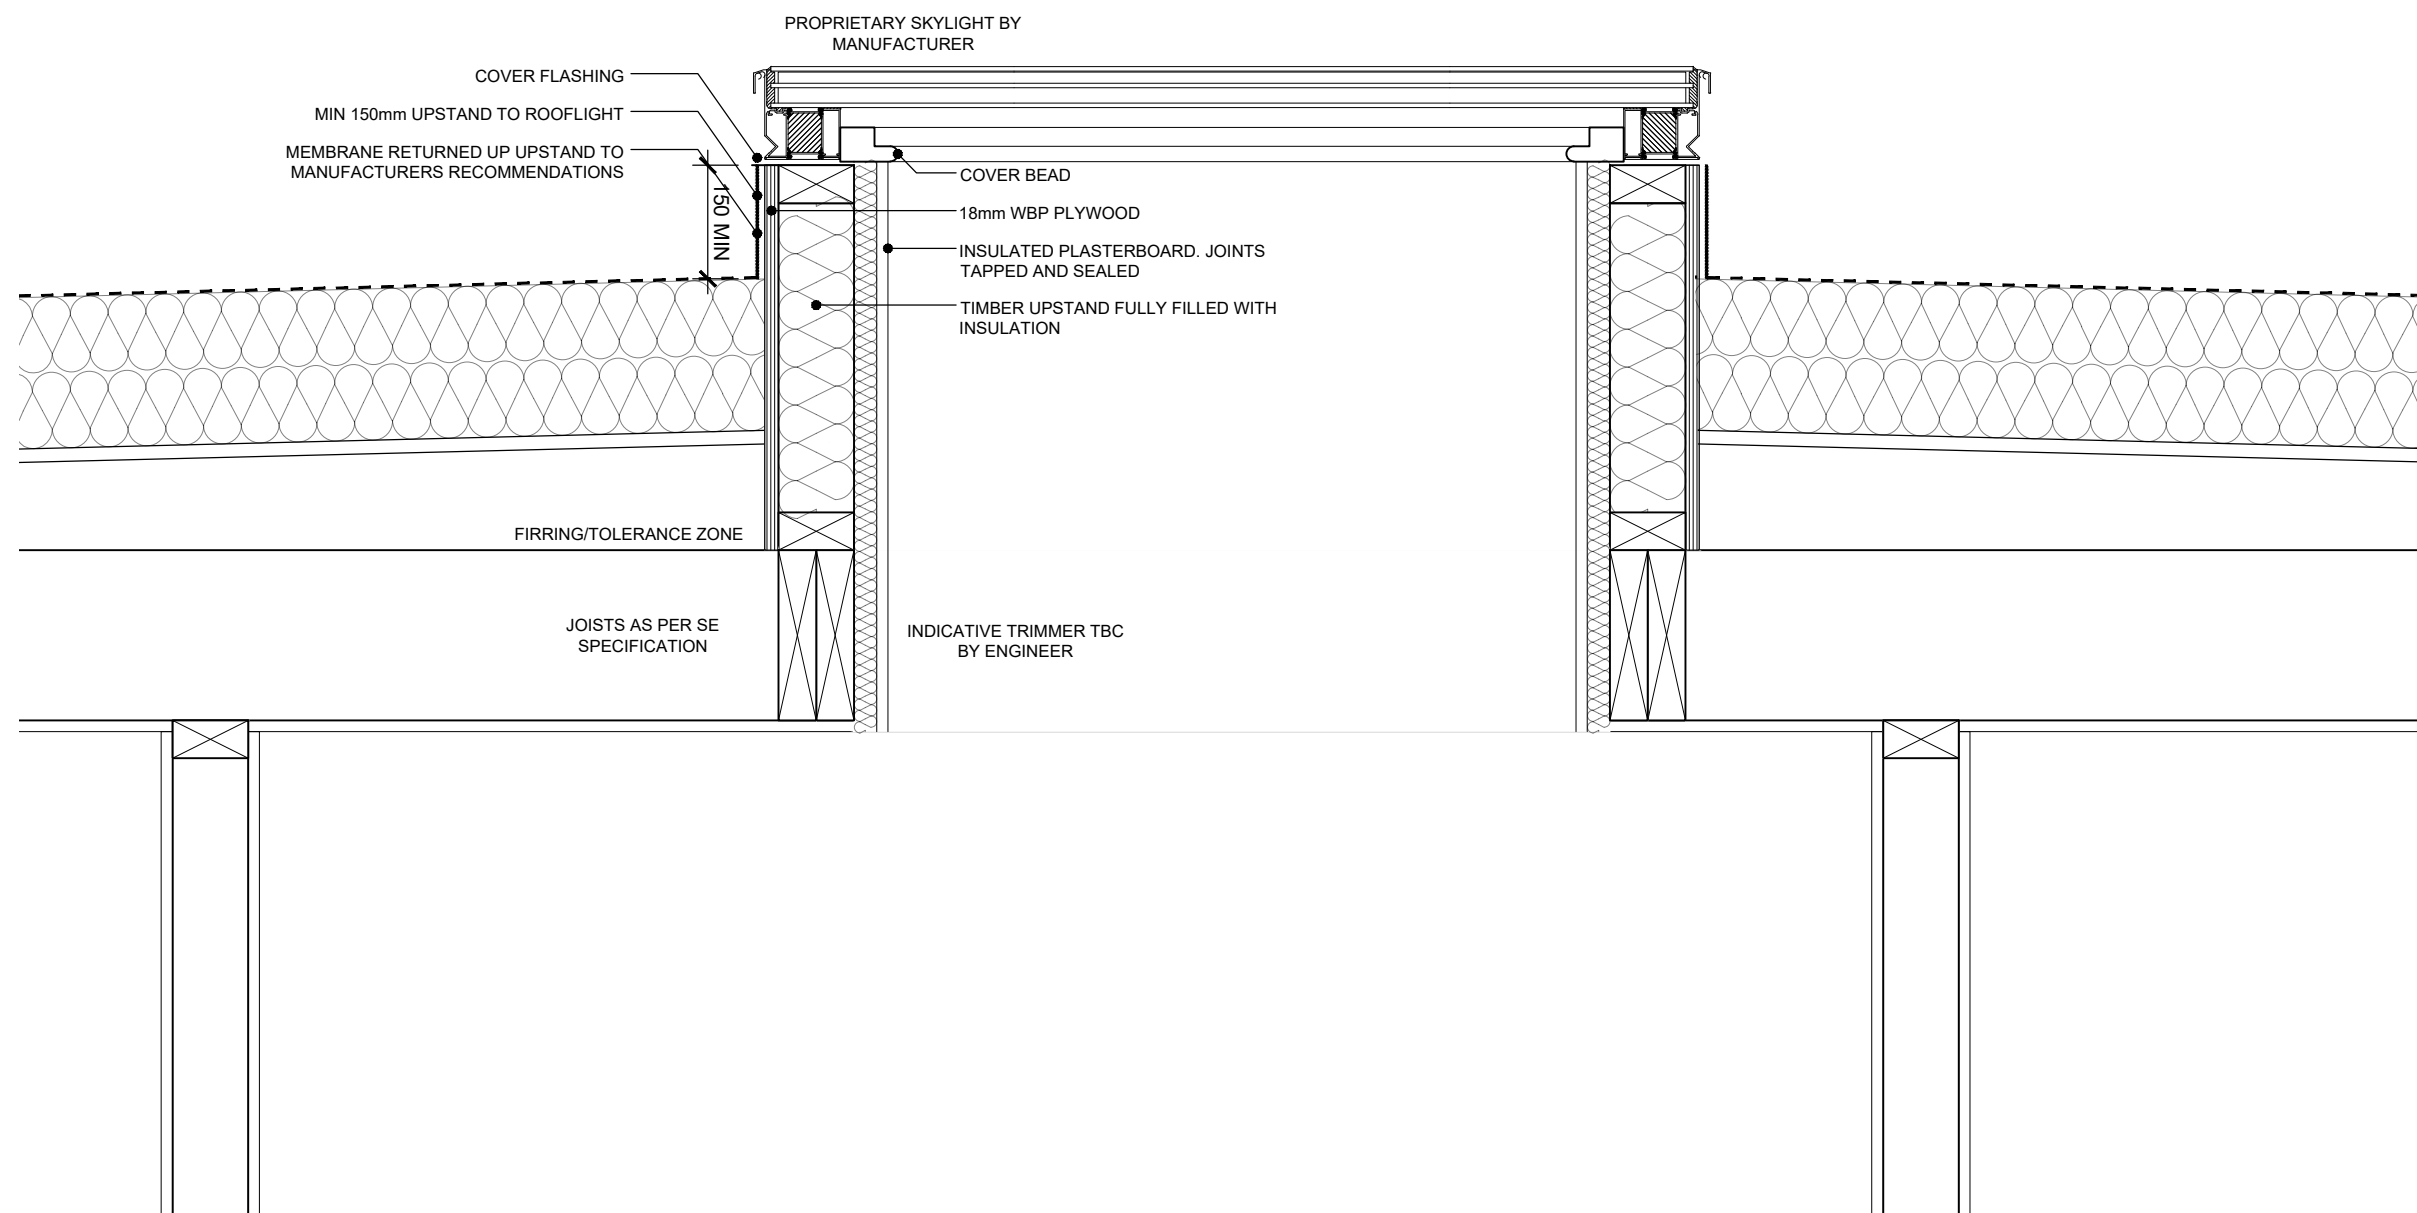 PROPRIETARY SKYLIGHT BY
MANUFACTURER
COVER FLASHING
MIN 150mm UPSTAND TO ROOFLIGHT
MEMBRANE RETURNED UP UPSTAND TO
MANUFACTURERS RECOMMENDATIONS
150 MIN
COVER BEAD
18mm WBP PLYWOOD
INSULATED PLASTERBOARD. JOINTS
TAPPED AND SEALED
TIMBER UPSTAND FULLY FILLED WITH
INSULATION
FIRRING/TOLERANCE ZONE
JOISTS AS PER SE
SPECIFICATION
INDICATIVE TRIMMER TBC
BY ENGINEER